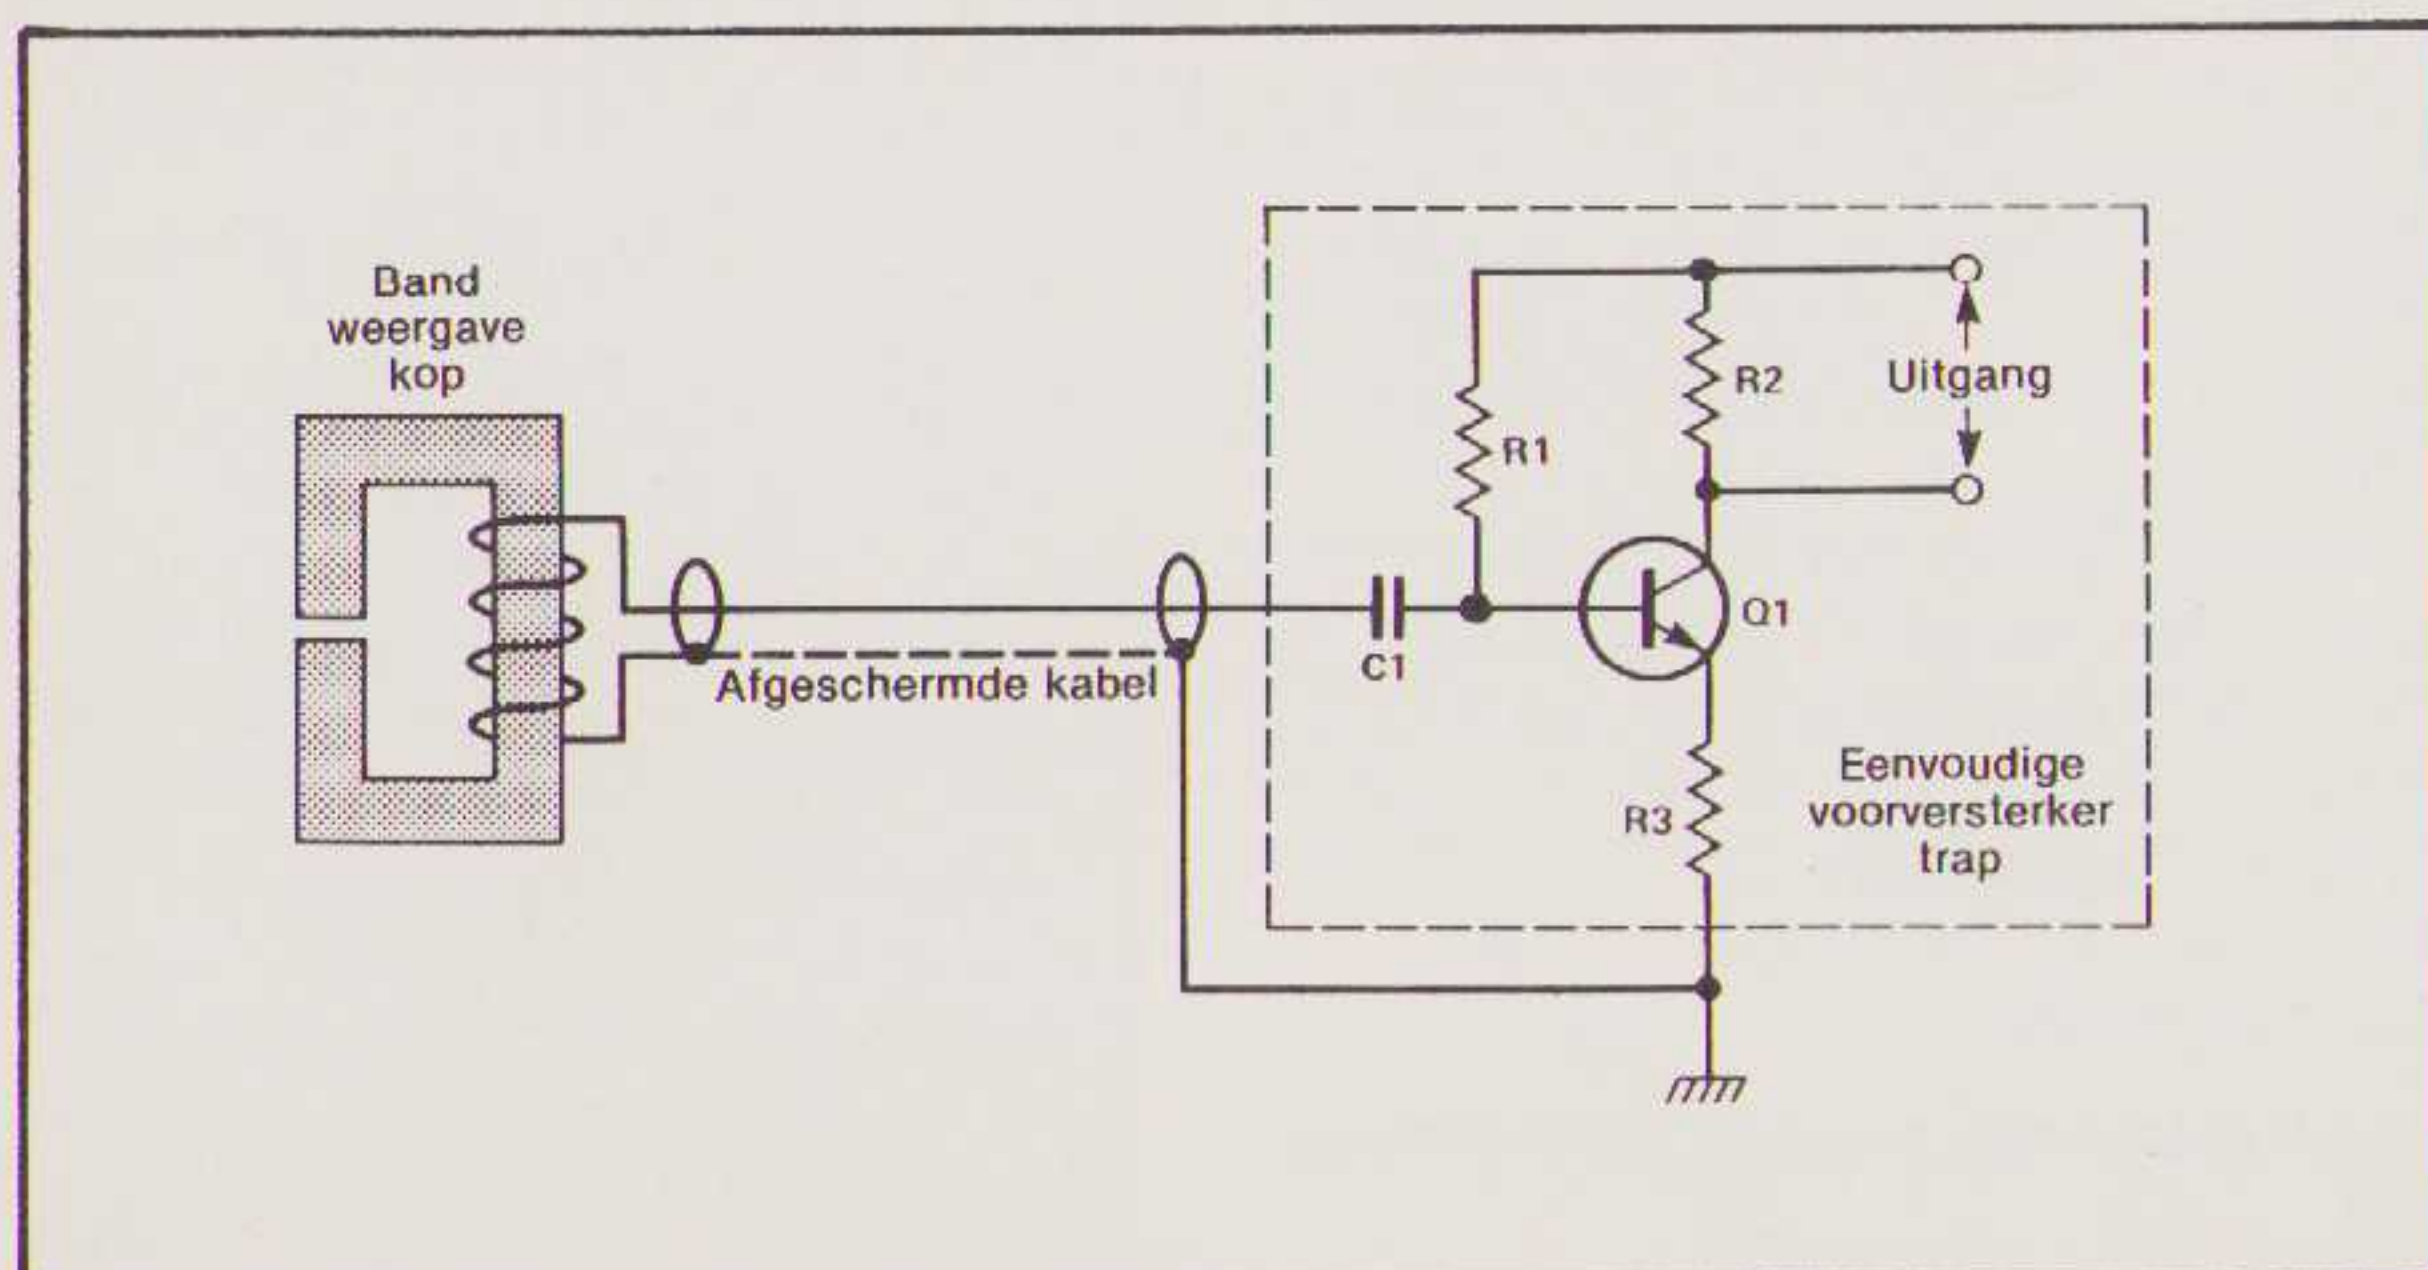 Band
weergave
kop
Afgeschermde kabel
C1
R1
R2
Uitgang
Q1
R3
Eenvoudige
voorversterker
trap